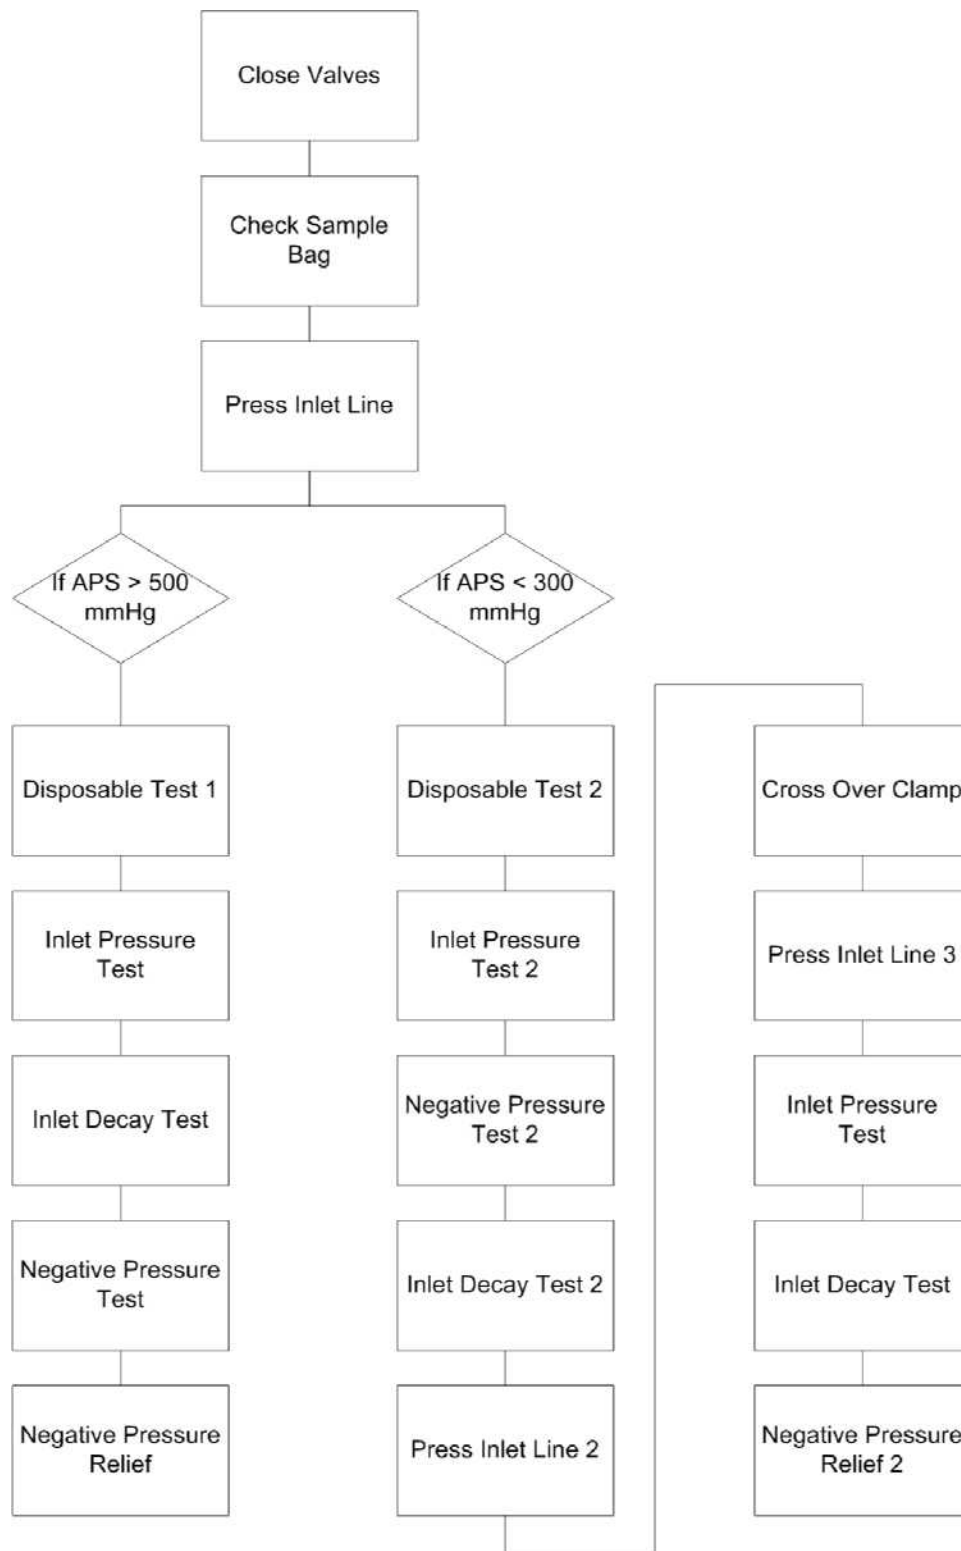 Close Valves
Check Sample
Bag
Press Inlet Line
If APS > 500
mmHg
If APS < 300
mmHg
Disposable Test 1
Inlet Pressure
Test
Inlet Decay Test
Negative Pressure
Test
Negative Pressure
Relief
Disposable Test 2
Inlet Pressure
Test 2
Negative Pressure
Test 2
Inlet Decay Test 2
Press Inlet Line 2
Cross Over Clamp
Press Inlet Line 3
Inlet Pressure
Test
Inlet Decay Test
Negative Pressure
Relief 2